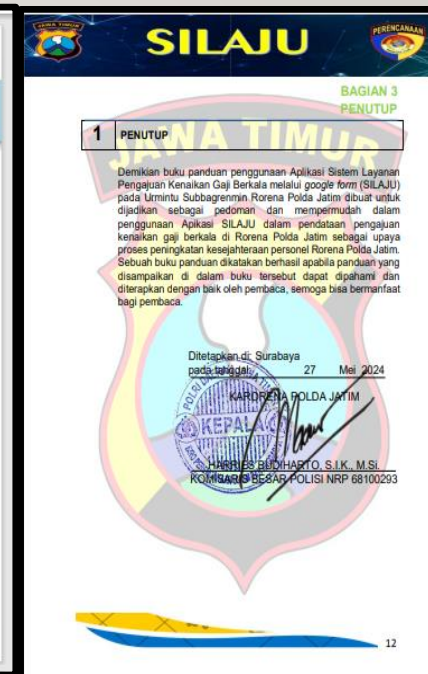 JAWA TIMUR
SILAJU
PERENCANAAN
BAGIAN 3
PENUTUP
1 PENUTUP
JAWA TIMUR
Demikian buku panduan penggunaan Aplikasi Sistem Layanan
Pengajuan Kenaikan Gaji Berkala melalui google form (SILAJU)
pada Urmintu Subbagrenmin Rorena Polda Jatim dibuat untuk
dijadikan sebagai pedoman dan mempermudah dalam
penggunaan Apikasi SILAJU dalam pendataan pengajuan
kenaikan gaji berkala di Rorena Polda Jatim sebagai upaya
proses peningkatan kesejahteraan personel Rorena Polda Jatim.
Sebuah buku panduan dikatakan berhasil apabila panduan yang
disampaikan di dalam buku tersebut dapat dipahami dan
diterapkan dengan baik oleh pembaca, semoga bisa bermanfaat
bagi pembaca.
Ditetapkan di: Surabaya
pada tanggal: 27 Mei 2024
KARORENA POLDA JATIM
KEPALA
HARRIES BUDIHARTO, S.I.K., M.Si.
KOMISARIS BESAR POLISI NRP 68100293
12